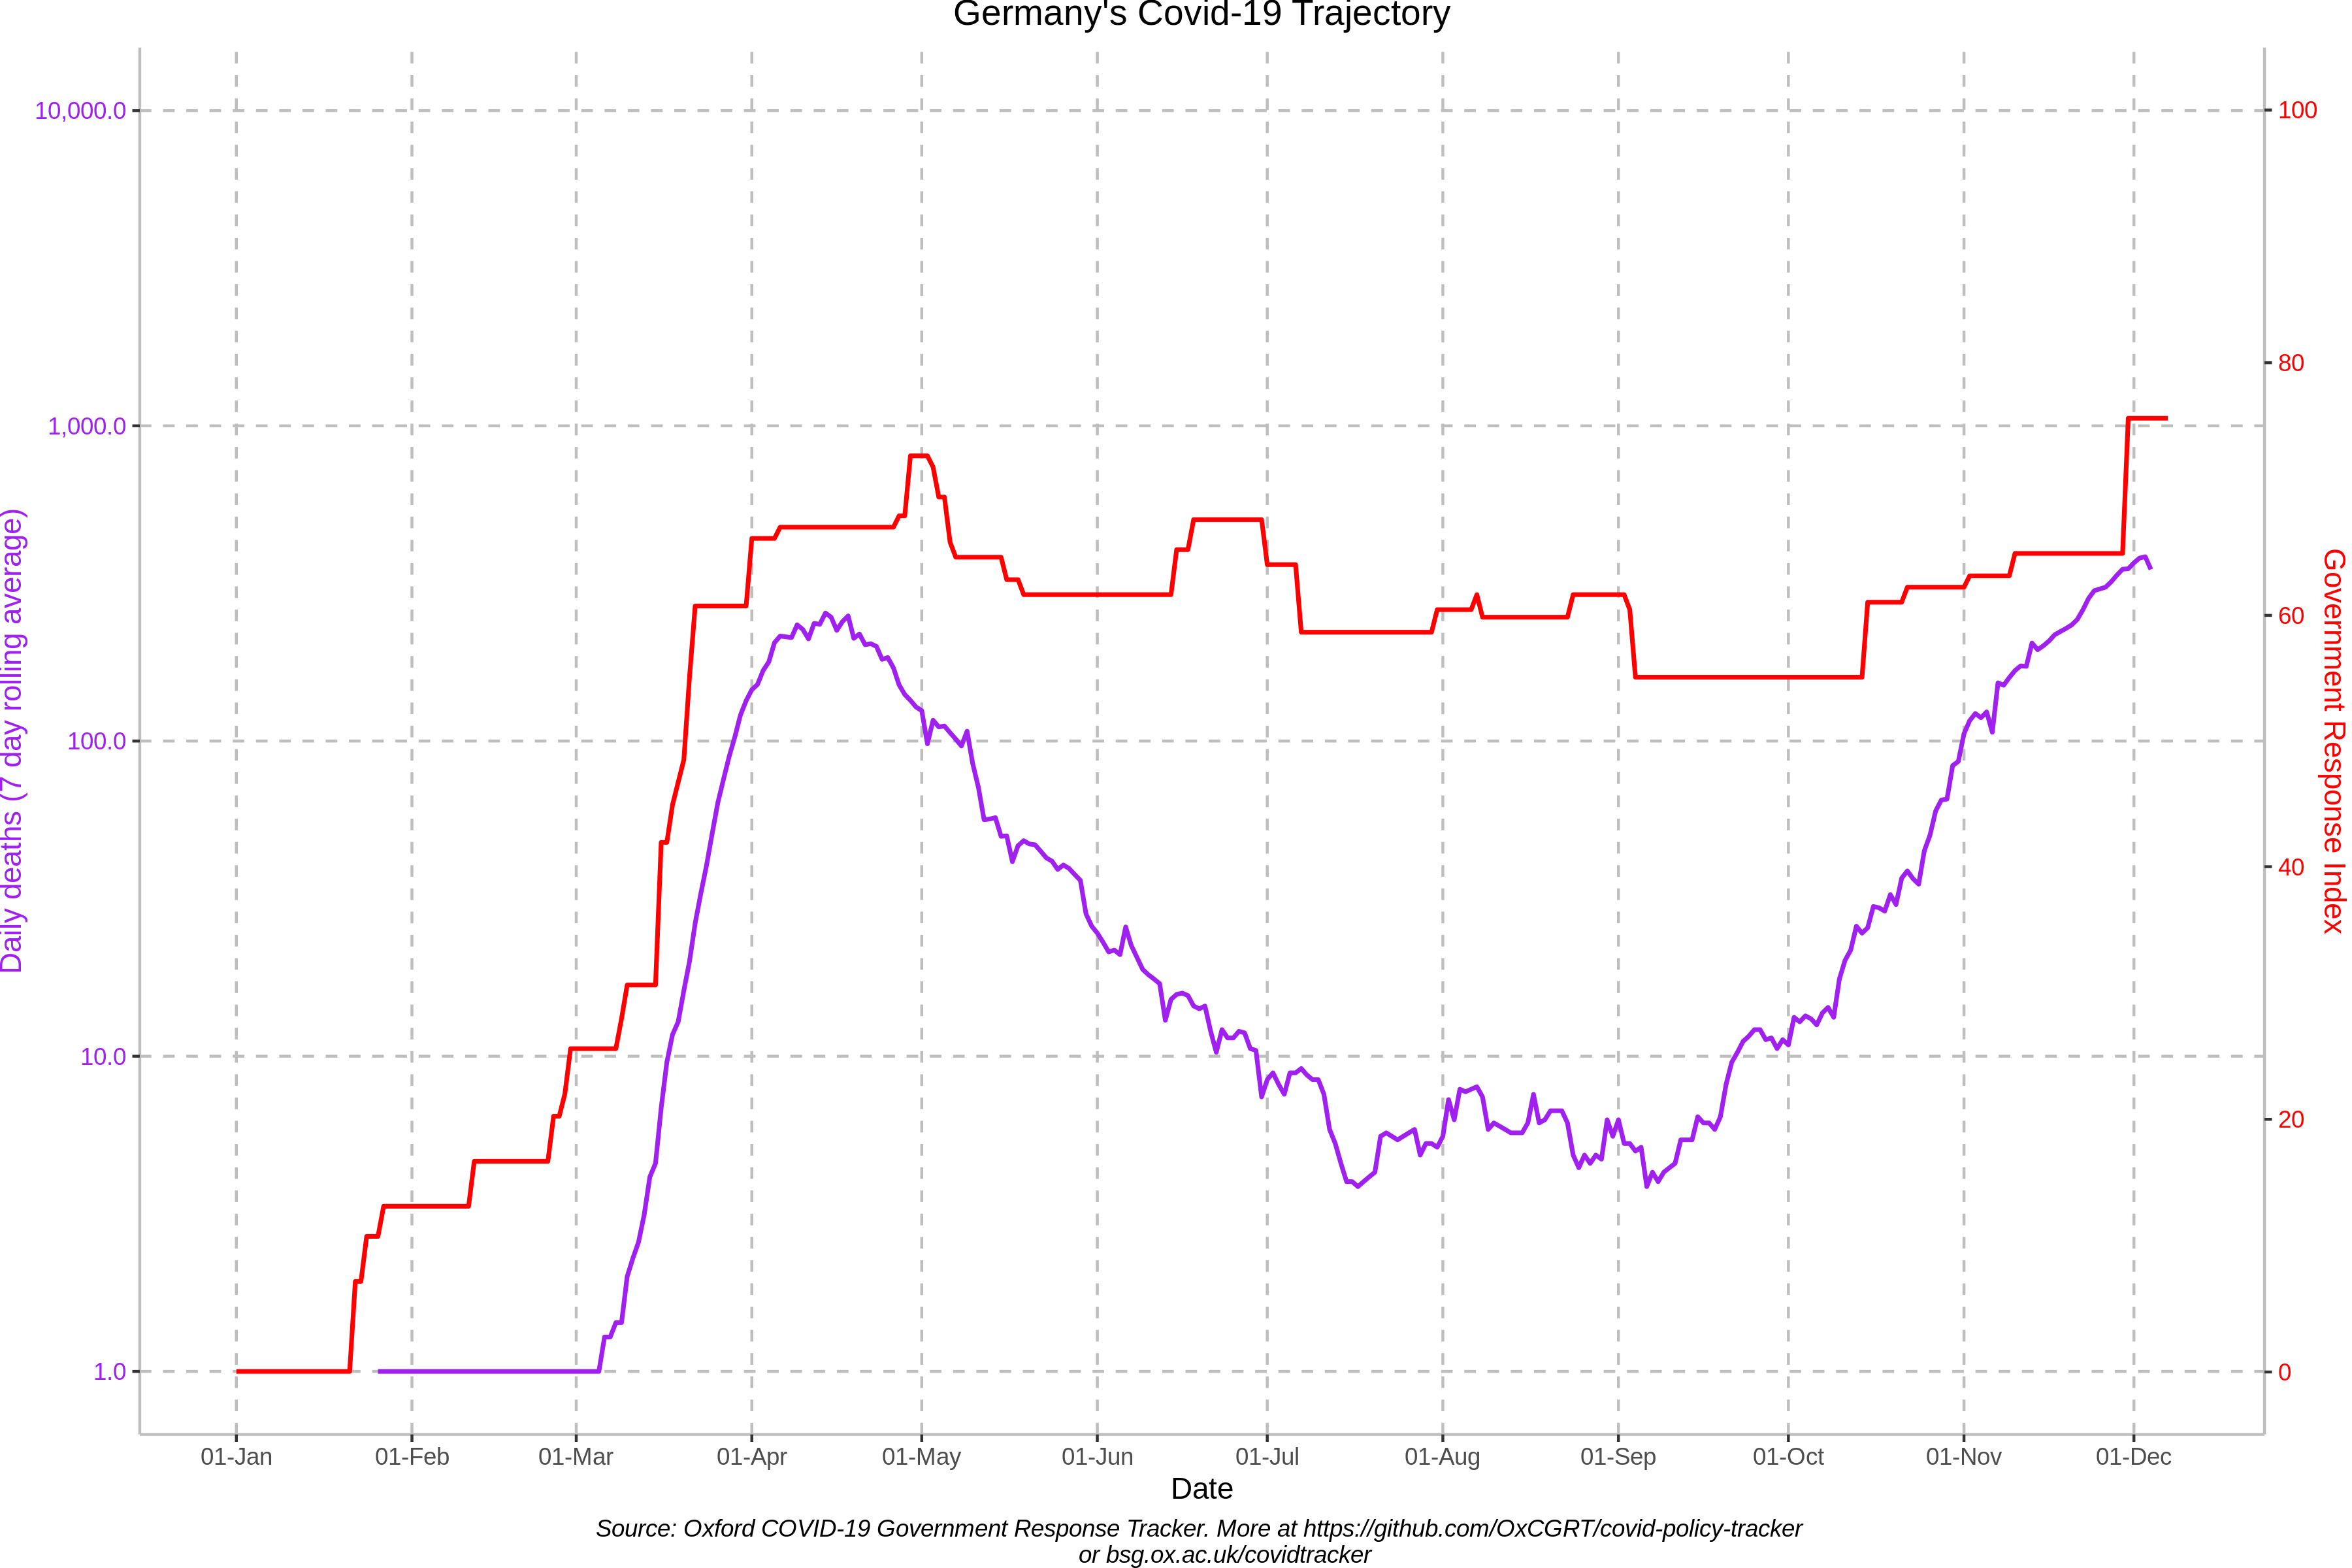 Germany's Covid-19 Trajectory
10,000.0
1,000.0
100.0
10.0
1.0
Daily deaths (7 day rolling average)
100
80
60
40
20
0
Government Response Index
01-Jan 01-Feb 01-Mar 01-Apr 01-May 01-Jun 01-Jul 01-Aug 01-Sep 01-Oct 01-Nov 01-Dec
Date
Source: Oxford COVID-19 Government Response Tracker. More at https://github.com/OxCGRT/covid-policy-tracker
or bsg.ox.ac.uk/covidtracker